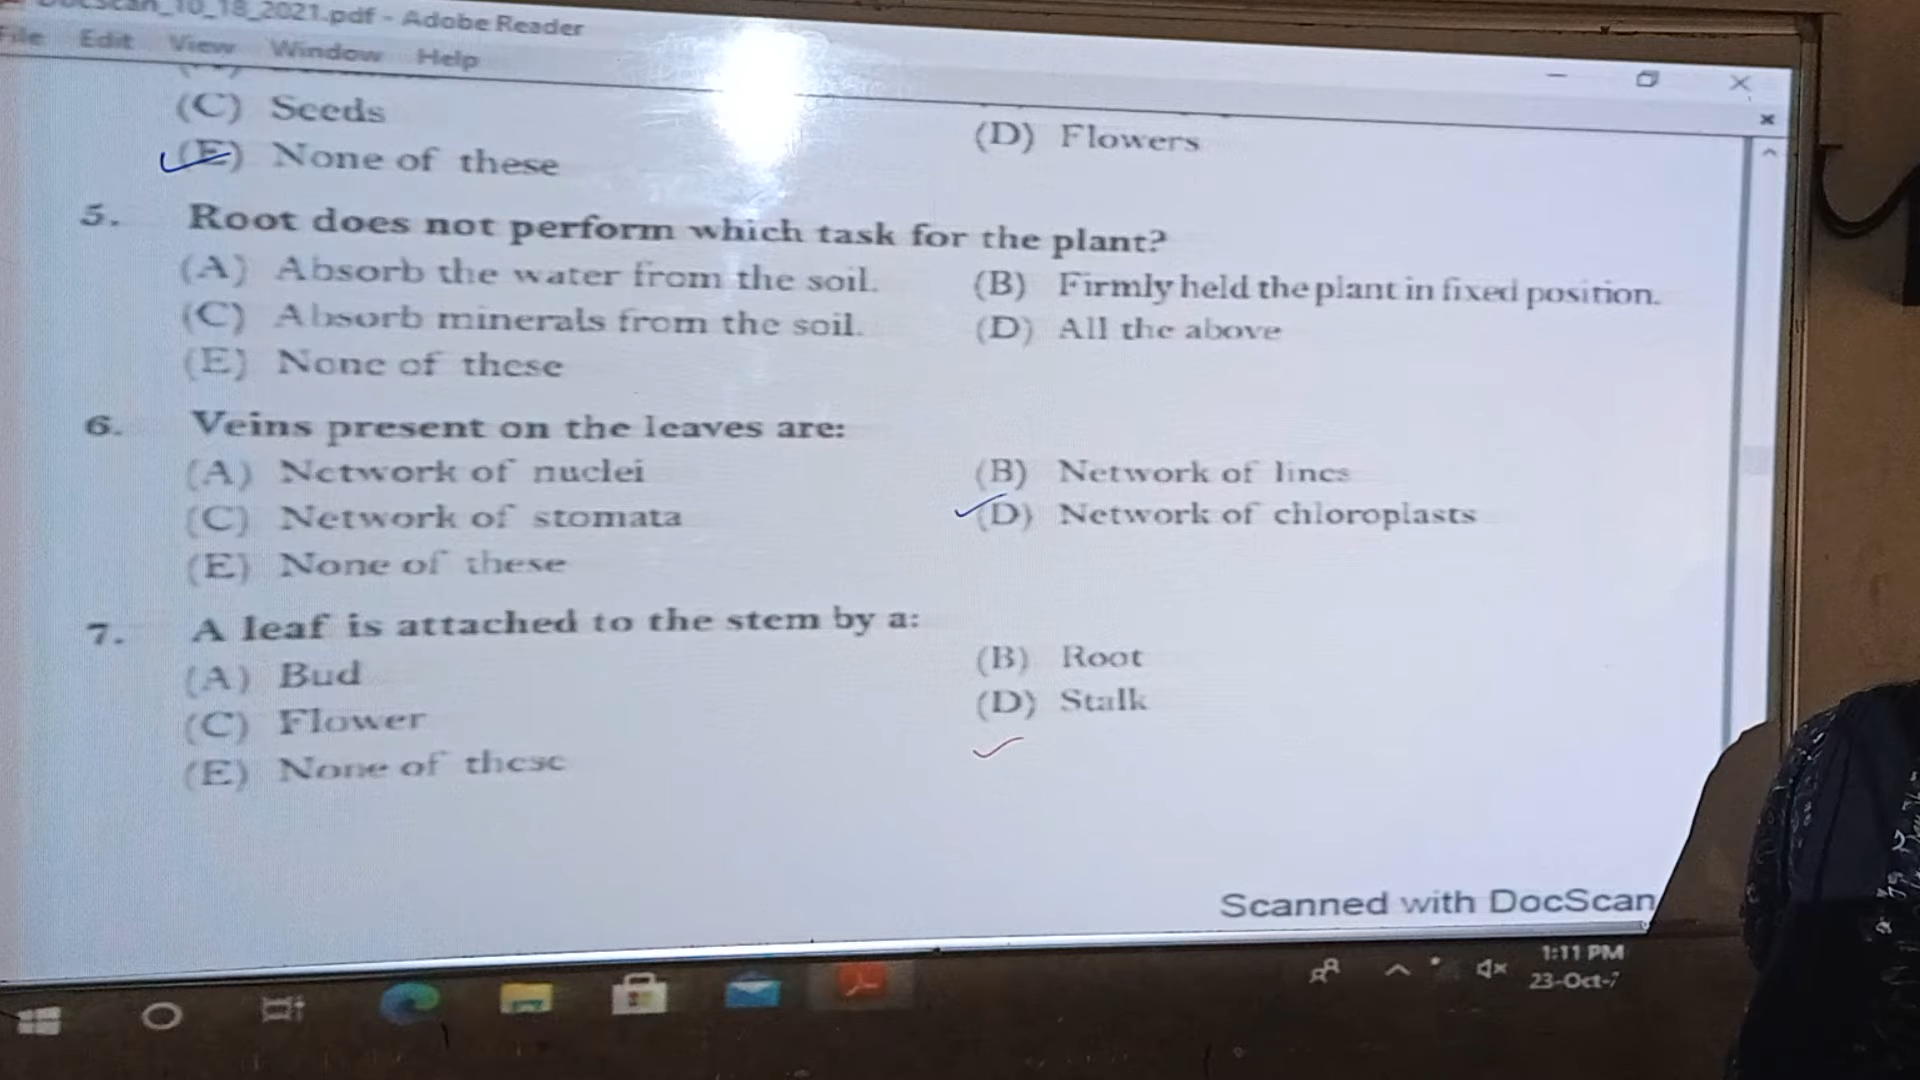 Scan_10_18_2021.pdf - Adobe Reader
File Edit View Window Help
(C) Seeds
(D) Flowers
(E) None of these
5. Root does not perform which task for the plant?
(A) Absorb the water from the soil.
(B) Firmly held the plant in fixed position.
(C) Absorb minerals from the soil.
(D) All the above
(E) None of these
6. Veins present on the leaves are:
(A) Network of nuclei
(B) Network of lines
(C) Network of stomata
(D) Network of chloroplasts
(E) None of these
7. A leaf is attached to the stem by a:
(A) Bud
(B) Root
(C) Flower
(D) Stalk
(E) None of these
Scanned with DocScan
1:11 PM
23-Oct-